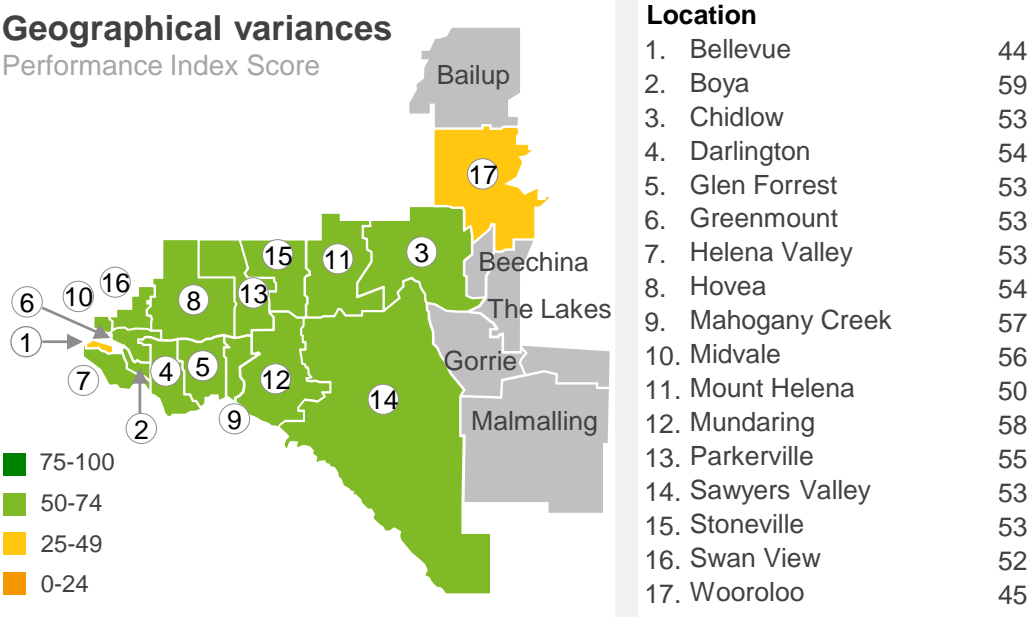 Geographical variances
Performance Index Score
Bailup
17
15
11
3
Beechina
16
10
8
13
6
The Lakes
1
Gorrie
7
4
5
12
14
2
9
Malmalling
75-100
50-74
25-49
0-24
Location
1. Bellevue 44
2. Boya 59
3. Chidlow 53
4. Darlington 54
5. Glen Forrest 53
6. Greenmount 53
7. Helena Valley 53
8. Hovea 54
9. Mahogany Creek 57
10. Midvale 56
11. Mount Helena 50
12. Mundaring 58
13. Parkerville 55
14. Sawyers Valley 53
15. Stoneville 53
16. Swan View 52
17. Wooroloo 45